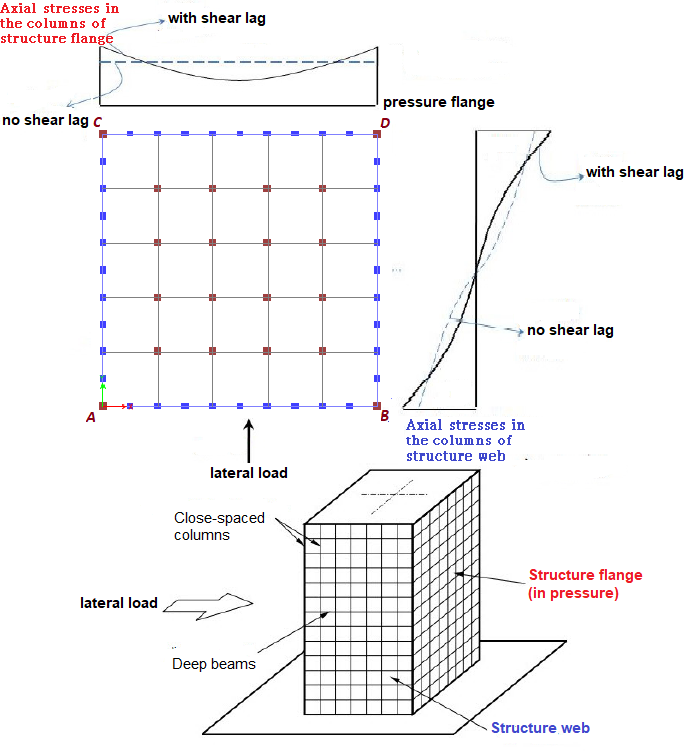 Axial stresses in
the columns of
structure flange
with shear lag
no shear lag
pressure flange
C
D
with shear lag
no shear lag
A
B
Axial stresses in
the columns of
structure web
lateral load
Close-spaced
columns
lateral load
Structure flange
(in pressure)
Deep beams
Structure web